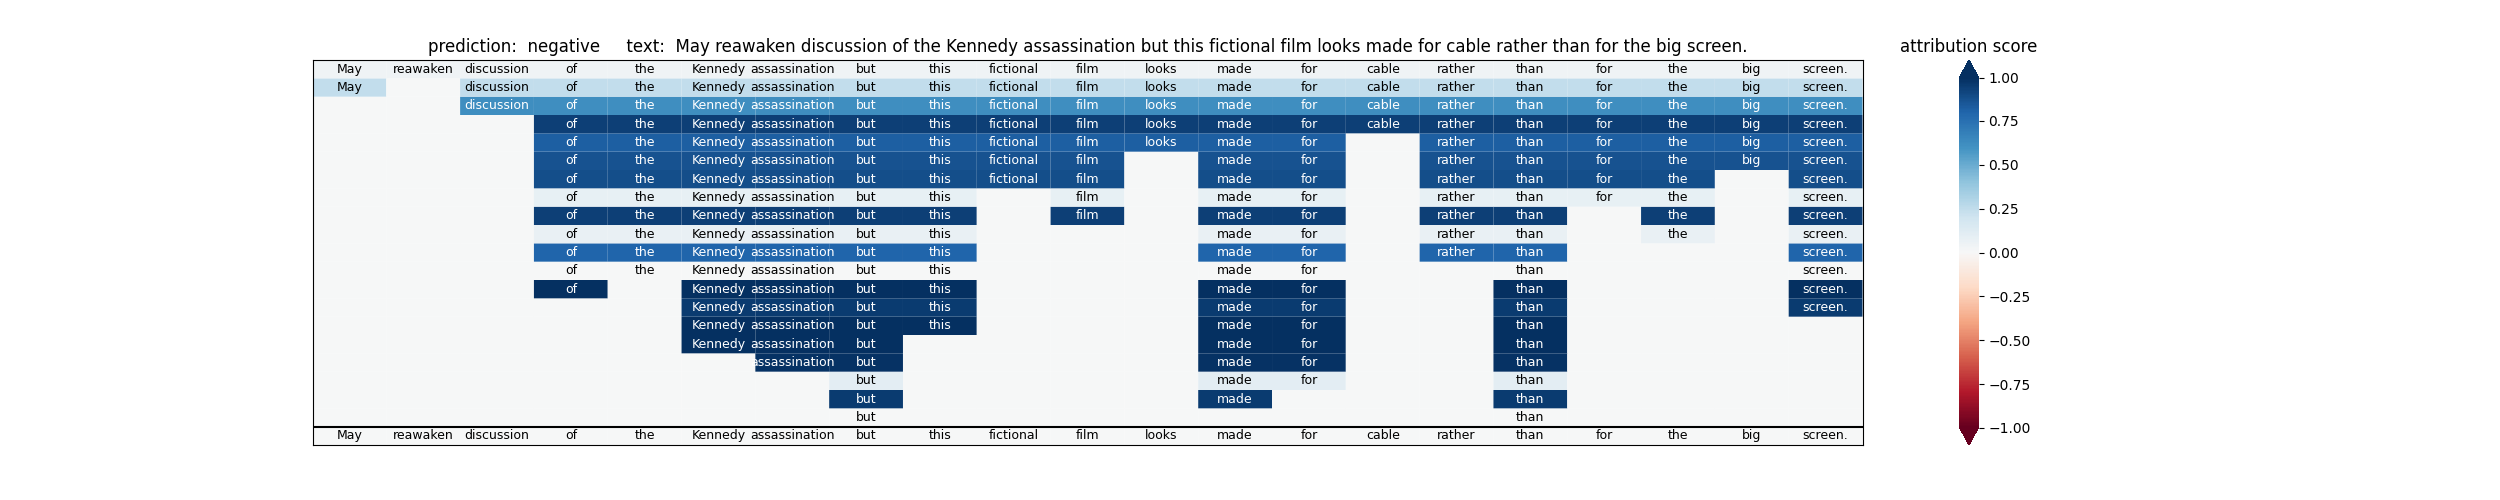 prediction:  negative     text:  May reawaken discussion of the Kennedy assassination but this fictional film looks made for cable rather than for the big screen.
attribution score
May reawaken discussion of the Kennedy assassination but this fictional film looks made for cable rather than for the big screen.
May discussion of the Kennedy assassination but this fictional film looks made for cable rather than for the big screen.
discussion of the Kennedy assassination but this fictional film looks made for cable rather than for the big screen.
of the Kennedy assassination but this fictional film looks made for cable rather than for the big screen.
of the Kennedy assassination but this fictional film looks made for rather than for the big screen.
of the Kennedy assassination but this fictional film made for rather than for the big screen.
of the Kennedy assassination but this fictional film made for rather than for the screen.
of the Kennedy assassination but this film made for rather than for the screen.
of the Kennedy assassination but this film made for rather than the screen.
of the Kennedy assassination but this made for rather than the screen.
of the Kennedy assassination but this made for rather than screen.
of the Kennedy assassination but this made for than screen.
of Kennedy assassination but this made for than screen.
Kennedy assassination but this made for than screen.
Kennedy assassination but this made for than
Kennedy assassination but made for than
assassination but made for than
but made for than
but made than
but than
May reawaken discussion of the Kennedy assassination but this fictional film looks made for cable rather than for the big screen.
1.00
0.75
0.50
0.25
0.00
−0.25
−0.50
−0.75
−1.00